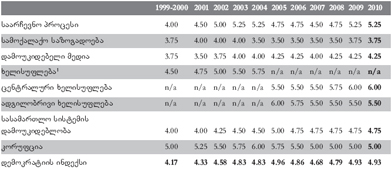 1999-2000 2001 2002 2003 2004 2005 2006 2007 2008 2009 2010
საარჩევნო პროცესი 4.00 4.50 5.00 5.25 5.25 4.75 4.75 4.50 4.75 5.25 5.25
სამოქალაქო საზოგადოება 3.75 4.00 4.00 4.00 3.50 3.50 3.50 3.50 3.50 3.75 3.75
დამოუკიდებელი მედია 3.75 3.50 3.75 4.00 4.00 4.25 4.25 4.00 4.25 4.25 4.25
ხელისუფლება¹ 4.50 4.75 5.00 5.50 5.75 n/a n/a n/a n/a n/a n/a
ცენტრალური ხელისუფლება n/a n/a n/a n/a n/a 5.50 5.50 5.50 5.75 6.00 6.00
ადგილობრივი ხელისუფლება n/a n/a n/a n/a n/a 6.00 5.75 5.50 5.50 5.50 5.50
სასამართლო სისტემის
დამოუკიდებლობა 4.00 4.00 4.25 4.50 4.50 5.00 4.75 4.75 4.75 4.75 4.75
კორუფცია 5.00 5.25 5.50 5.75 6.00 5.75 5.50 5.00 5.00 5.00 5.00
დემოკრატიის ინდექსი 4.17 4.33 4.58 4.83 4.83 4.96 4.86 4.68 4.79 4.93 4.93